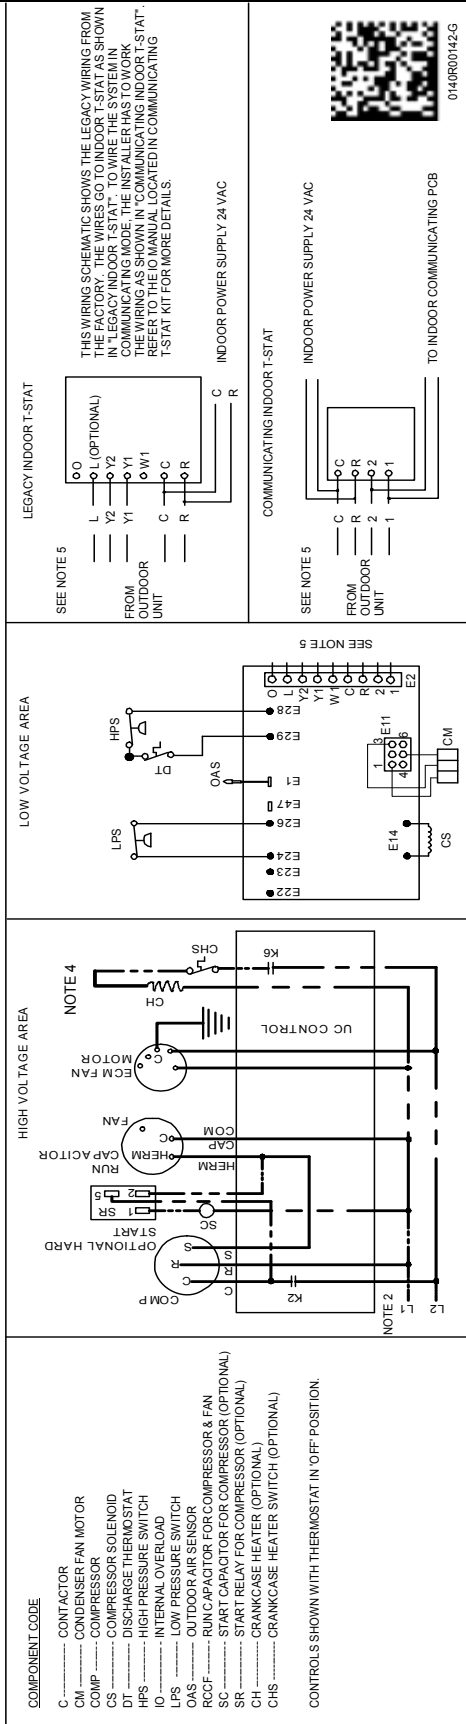 COMPONENT CODE
C ---------- CONTACTOR
CM ---------- CONDENSER FAN MOTOR
COMP ------- COMPRESSOR
CS ---------- COMPRESSOR SOLENOID
DT ---------- DISCHARGE THERMOSTAT
HPS -------- HIGH PRESSURE SWITCH
IO ---------- INTERNAL OVERLOAD
LPS -------- LOW PRESSURE SWITCH
OAS -------- OUTDOOR AIR SENSOR
RCCF ------- RUN CAPACITOR FOR COMPRESSOR & FAN
SC ---------- START CAPACITOR FOR COMPRESSOR (OPTIONAL)
SR ---------- START RELAY FOR COMPRESSOR (OPTIONAL)
CH ---------- CRANKCASE HEATER (OPTIONAL)
CHS -------- CRANKCASE HEATER SWITCH (OPTIONAL)
CONTROLS SHOWN WITH THERMOSTAT IN 'OFF' POSITION.
HIGH VOLTAGE AREA
NOTE 4
CHS
CH
K6
UC CONTROL
ECM FAN
MOTOR
C
FAN
C
HERM
RUN
CAPACITOR
COM
CAP
HERM
5
2
SR
1
OPTIONAL HARD
START
SC
COMP
S
R
C
S
R
C
K2
NOTE 2
L1
L2
LOW VOLTAGE AREA
LPS
HPS
DT
OAS
E22
E23
E24
E26
E47
E1
E29
E28
SEE NOTE 5
O
L
Y2
Y1
W1
C
R
2
1
E2
E11
1
3
4
6
CM
E14
CS
LEGACY INDOOR T-STAT
SEE NOTE 5
O
L (OPTIONAL)
Y2
Y1
W1
C
R
L
Y2
Y1
C
R
FROM
OUTDOOR
UNIT
C
R
INDOOR POWER SUPPLY 24 VAC
THIS WIRING SCHEMATIC SHOWS THE LEGACY WIRING FROM
THE FACTORY. THE WIRES GO TO INDOOR T-STAT AS SHOWN
IN "LEGACY INDOOR T-STAT". TO WIRE THE SYSTEM IN
COMMUNICATING MODE, THE INSTALLER HAS TO WORK
THE WIRING AS SHOWN IN "COMMUNICATING INDOOR T-STAT".
REFER TO THE IO MANUAL LOCATED IN COMMUNICATING
T-STAT KIT FOR MORE DETAILS.
COMMUNICATING INDOOR T-STAT
SEE NOTE 5
INDOOR POWER SUPPLY 24 VAC
C
R
2
1
C
R
2
1
FROM
OUTDOOR
UNIT
TO INDOOR COMMUNICATING PCB
0140R00142-G